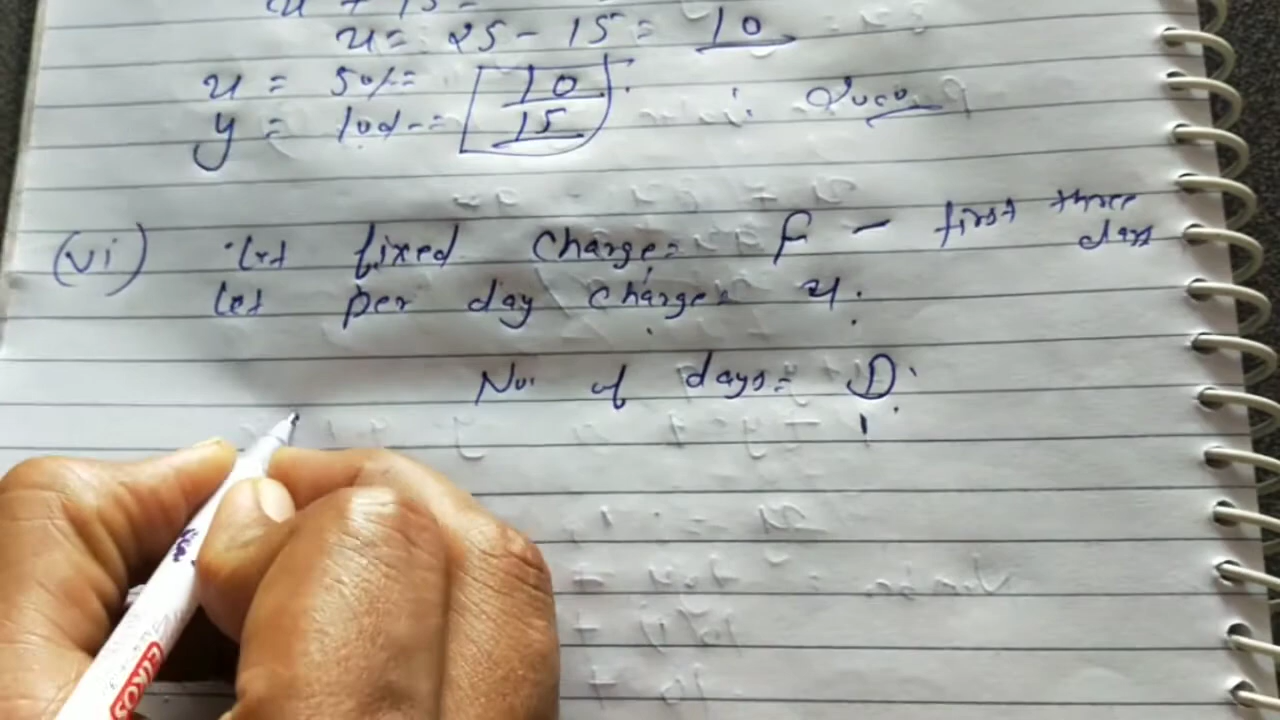 u + 15 =
u = 25 - 15 = 10
u = 50/- = 10
y = 100/- = 15
(vi) Let fixed charge = F - first three days
Let per day charge = u.
No. of days = D.